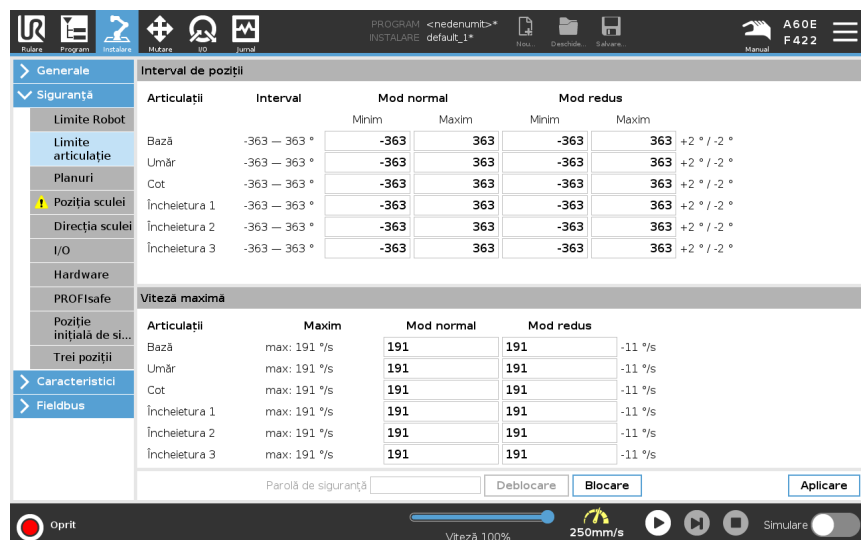 PROGRAM <nedenumit>*
INSTALARE default_1*
A60E
F422
Rulare Program Instalare Mutare I/O Jurnal Nou... Deschide... Salvare... Manual
Generale
Siguranță
Limite Robot
Limite
articulație
Planuri
Poziția sculei
Direcția sculei
I/O
Hardware
PROFIsafe
Poziție
inițială de si...
Trei poziții
Caracteristici
Fieldbus
Interval de poziții
Articulații Interval Mod normal Mod redus
Minim Maxim Minim Maxim
Bază -363 — 363 ° -363 363 -363 363 +2 ° / -2 °
Umăr -363 — 363 ° -363 363 -363 363 +2 ° / -2 °
Cot -363 — 363 ° -363 363 -363 363 +2 ° / -2 °
Încheietura 1 -363 — 363 ° -363 363 -363 363 +2 ° / -2 °
Încheietura 2 -363 — 363 ° -363 363 -363 363 +2 ° / -2 °
Încheietura 3 -363 — 363 ° -363 363 -363 363 +2 ° / -2 °
Viteză maximă
Articulații Maxim Mod normal Mod redus
Bază max: 191 °/s 191 191 -11 °/s
Umăr max: 191 °/s 191 191 -11 °/s
Cot max: 191 °/s 191 191 -11 °/s
Încheietura 1 max: 191 °/s 191 191 -11 °/s
Încheietura 2 max: 191 °/s 191 191 -11 °/s
Încheietura 3 max: 191 °/s 191 191 -11 °/s
Parolă de siguranță Deblocare Blocare Aplicare
Oprit Viteză 100% 250mm/s Simulare